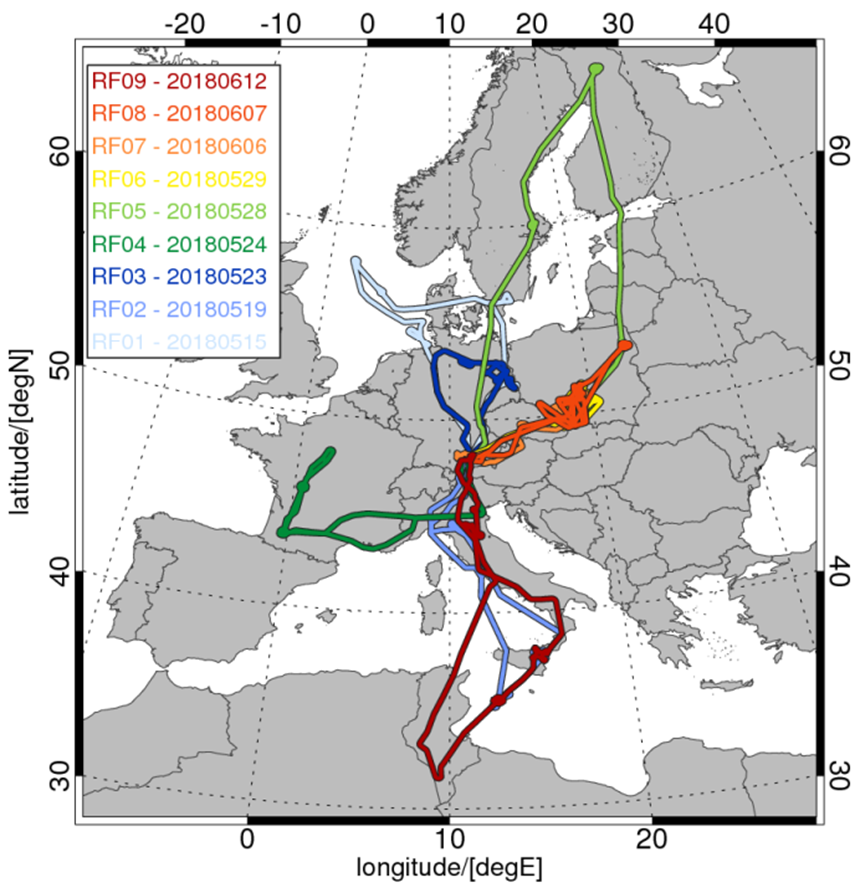 -20 -10 0 10 20 30 40
RF09 - 20180612
RF08 - 20180607
RF07 - 20180606
RF06 - 20180529
RF05 - 20180528
RF04 - 20180524
RF03 - 20180523
RF02 - 20180519
RF01 - 20180515
60 60
50 50
40 40
30 30
latitude/[degN]
0 10 20
longitude/[degE]